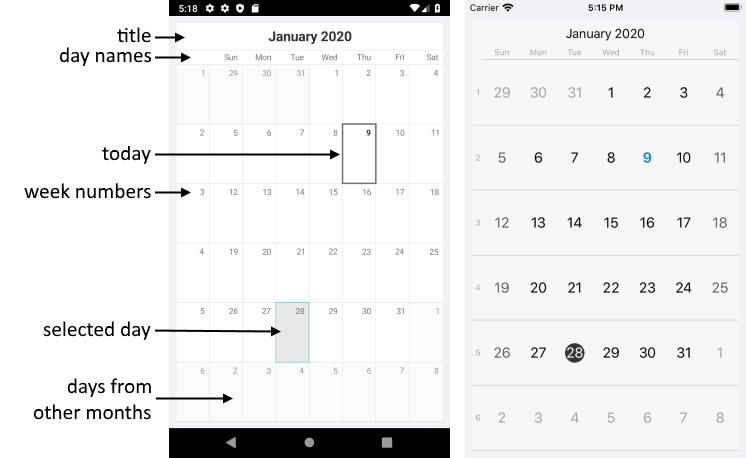 5:18
title
January 2020
day names
Sun Mon Tue Wed Thu Fri Sat
1 29 30 31 1 2 3 4
today
2 5 6 7 8 9 10 11
week numbers
3 12 13 14 15 16 17 18
4 19 20 21 22 23 24 25
selected day
5 26 27 28 29 30 31 1
days from
other months
6 2 3 4 5 6 7 8
Carrier 5:15 PM
January 2020
Sun Mon Tue Wed Thu Fri Sat
1 29 30 31 1 2 3 4
2 5 6 7 8 9 10 11
3 12 13 14 15 16 17 18
4 19 20 21 22 23 24 25
5 26 27 28 29 30 31 1
6 2 3 4 5 6 7 8